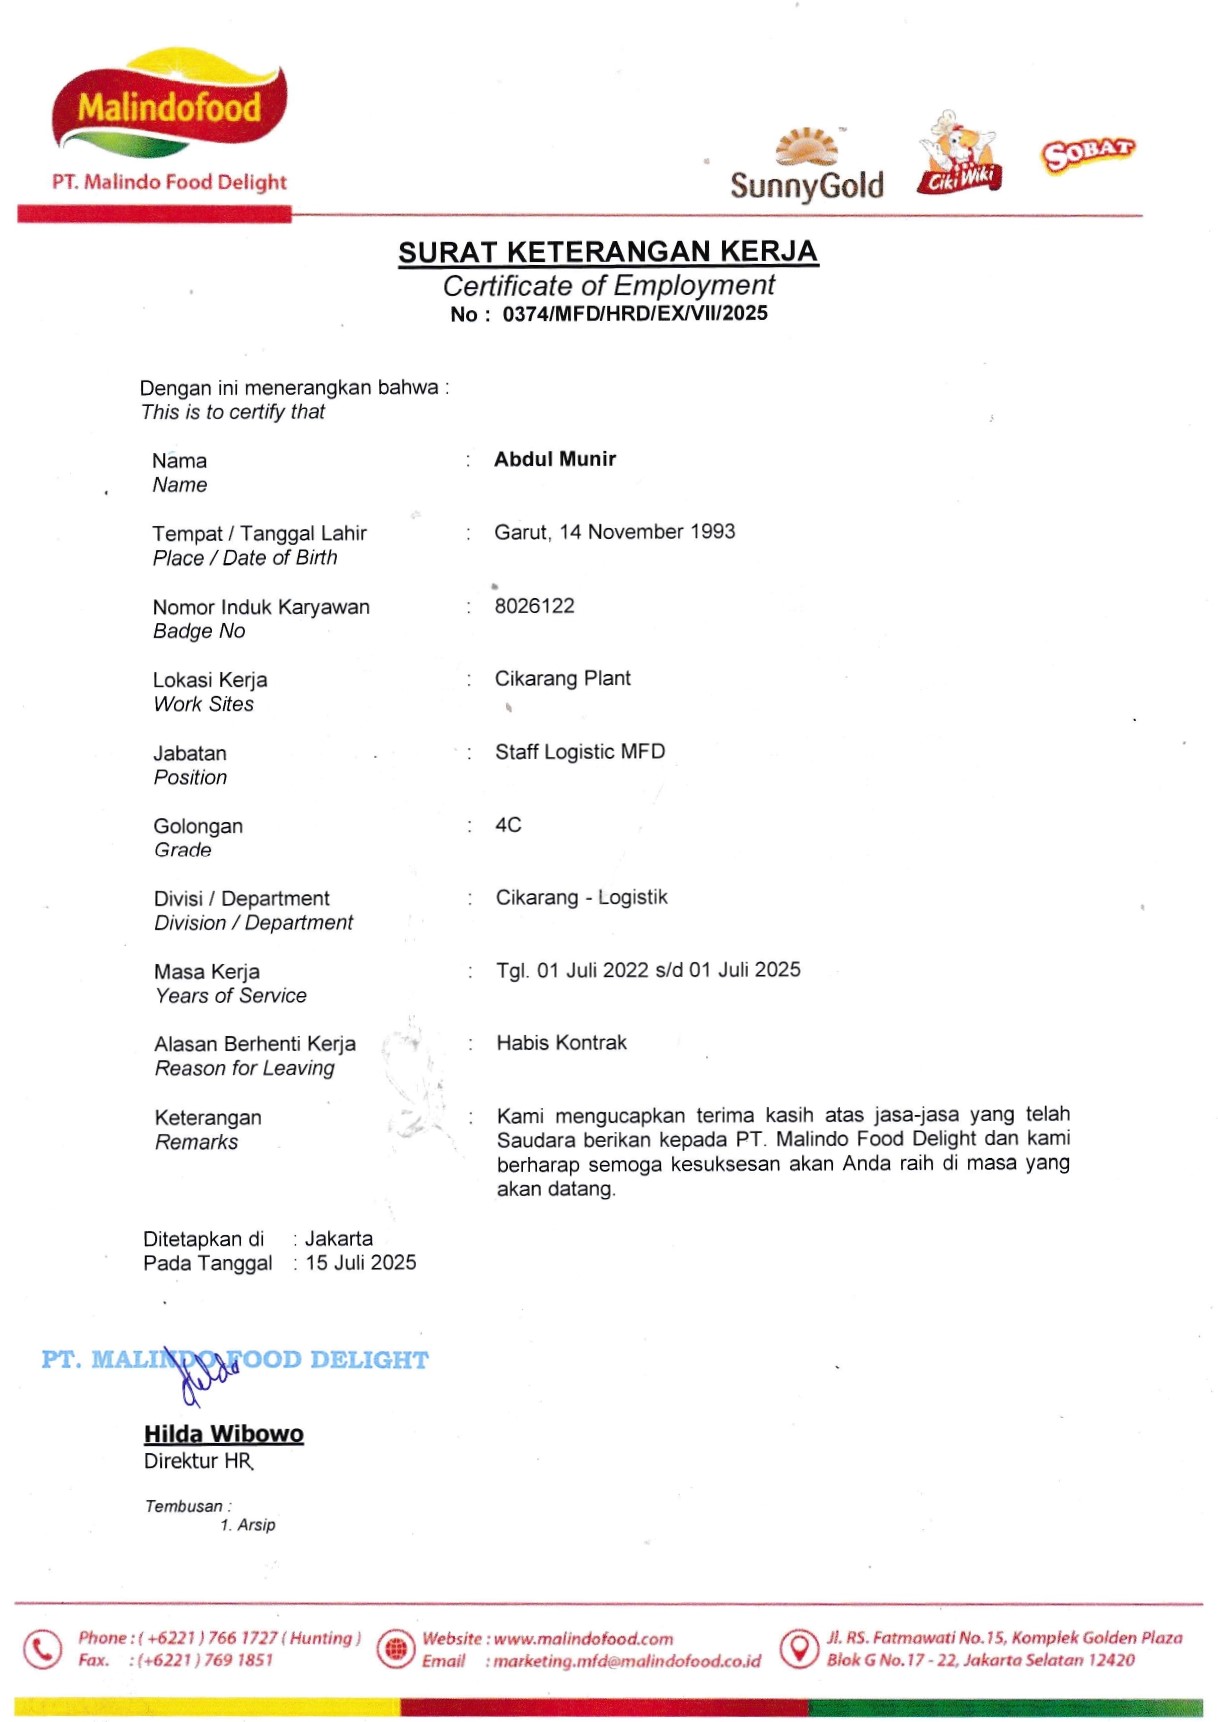 Malindofood
PT. Malindo Food Delight
SunnyGold
Ciki Wiki
SOBAT
SURAT KETERANGAN KERJA
Certificate of Employment
No : 0374/MFD/HRD/EX/VII/2025
Dengan ini menerangkan bahwa :
This is to certify that
Nama : Abdul Munir
Name
Tempat / Tanggal Lahir : Garut, 14 November 1993
Place / Date of Birth
Nomor Induk Karyawan : 8026122
Badge No
Lokasi Kerja : Cikarang Plant
Work Sites
Jabatan : Staff Logistic MFD
Position
Golongan : 4C
Grade
Divisi / Department : Cikarang - Logistik
Division / Department
Masa Kerja : Tgl. 01 Juli 2022 s/d 01 Juli 2025
Years of Service
Alasan Berhenti Kerja : Habis Kontrak
Reason for Leaving
Keterangan : Kami mengucapkan terima kasih atas jasa-jasa yang telah
Remarks Saudara berikan kepada PT. Malindo Food Delight dan kami
berharap semoga kesuksesan akan Anda raih di masa yang
akan datang.
Ditetapkan di : Jakarta
Pada Tanggal : 15 Juli 2025
PT. MALINDO FOOD DELIGHT
Hilda
Hilda Wibowo
Direktur HR
Tembusan :
1. Arsip
Phone : ( +6221 ) 766 1727 ( Hunting )
Fax. : (+6221 ) 769 1851
Website : www.malindofood.com
Email : marketing.mfd@malindofood.co.id
Jl. RS. Fatmawati No.15, Komplek Golden Plaza
Blok G No.17 - 22, Jakarta Selatan 12420